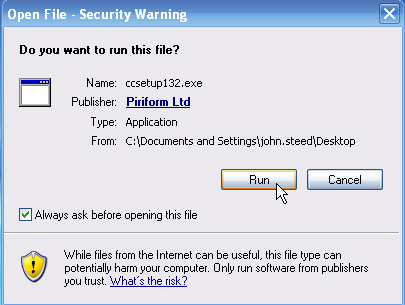 Open File - Security Warning
Do you want to run this file?
Name: ccsetup132.exe
Publisher: Piriform Ltd
Type: Application
From: C:\Documents and Settings\john.steed\Desktop
Run Cancel
Always ask before opening this file
While files from the Internet can be useful, this file type can
potentially harm your computer. Only run software from publishers
you trust. What's the risk?